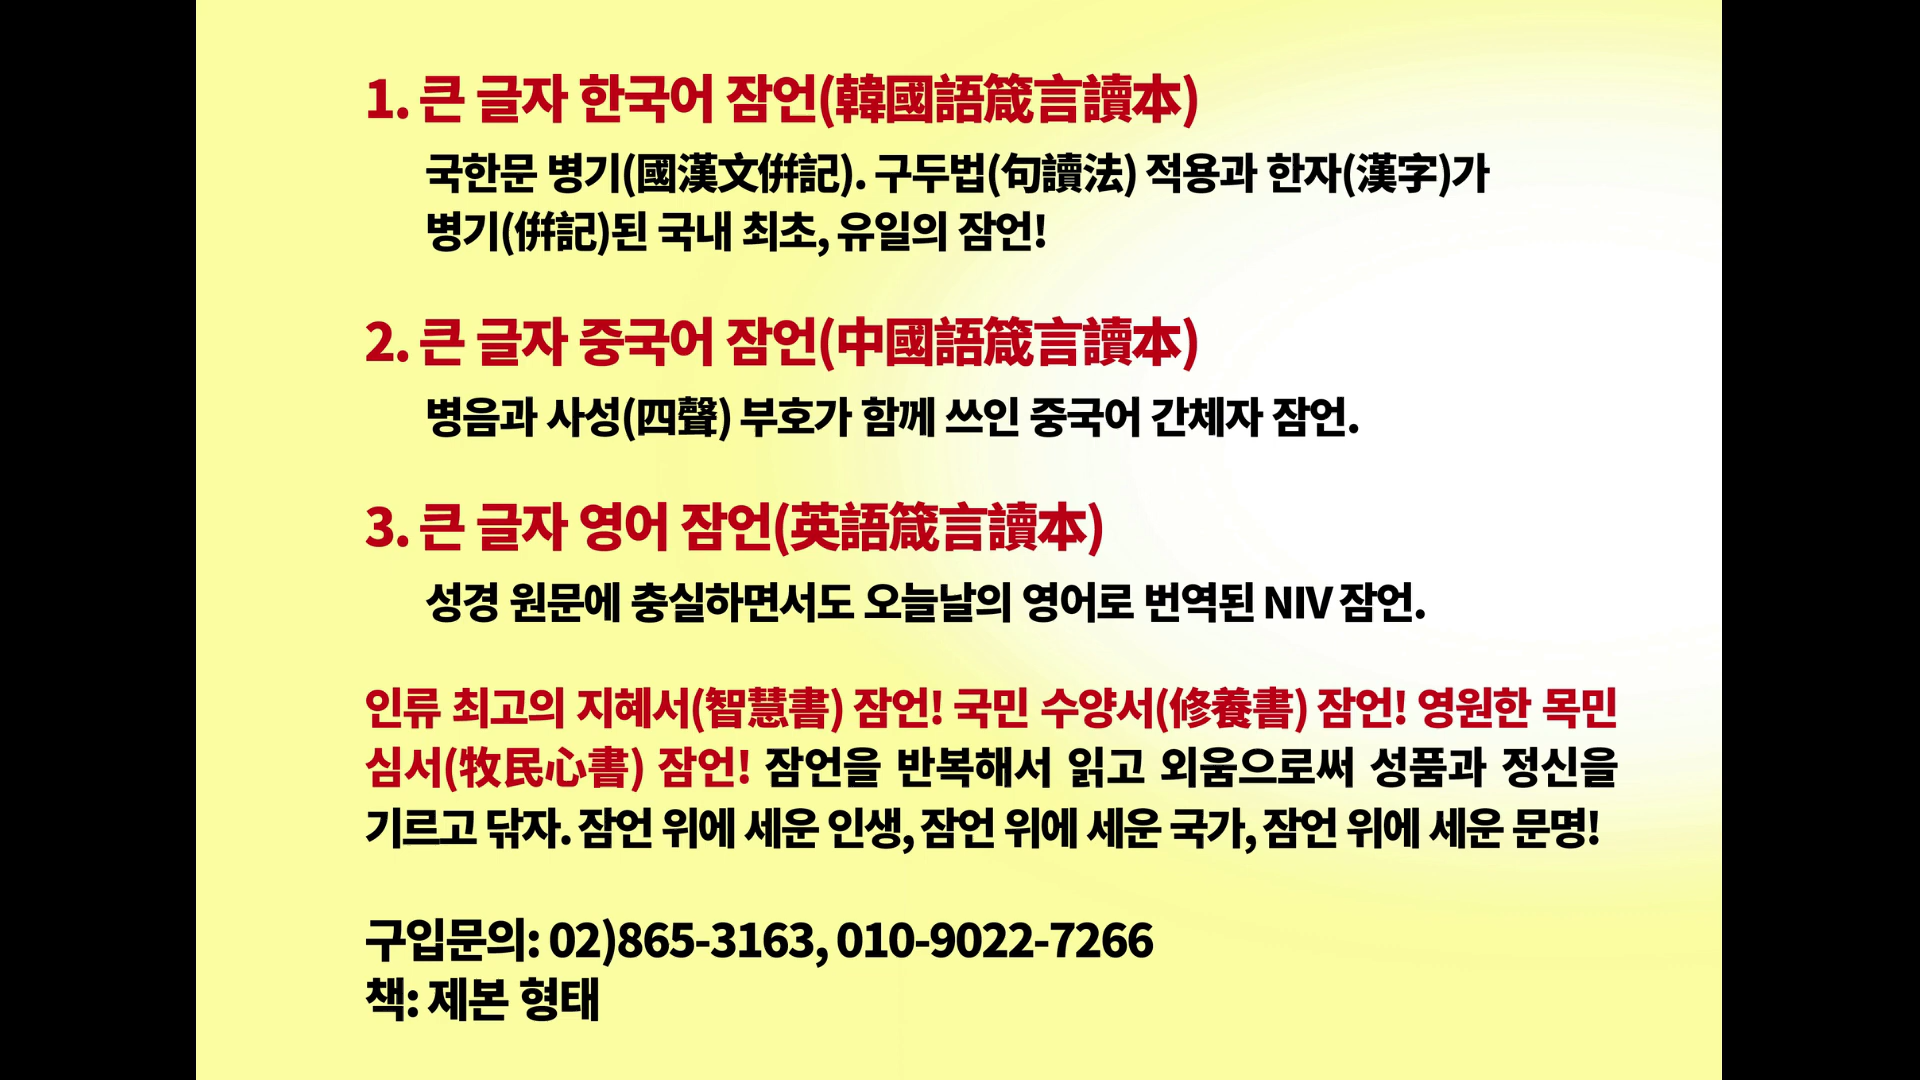 1. 큰 글자 한국어 잠언(韓國語箴言讀本)
국한문 병기(國漢文倂記). 구두법(句讀法) 적용과 한자(漢字)가
병기(倂記)된 국내 최초, 유일의 잠언!
2. 큰 글자 중국어 잠언(中國語箴言讀本)
병음과 사성(四聲) 부호가 함께 쓰인 중국어 간체자 잠언.
3. 큰 글자 영어 잠언(英語箴言讀本)
성경 원문에 충실하면서도 오늘날의 영어로 번역된 NIV 잠언.
인류 최고의 지혜서(智慧書) 잠언! 국민 수양서(修養書) 잠언! 영원한 목민
심서(牧民心書) 잠언! 잠언을 반복해서 읽고 외움으로써 성품과 정신을
기르고 닦자. 잠언 위에 세운 인생, 잠언 위에 세운 국가, 잠언 위에 세운 문명!
구입문의: 02)865-3163, 010-9022-7266
책: 제본 형태